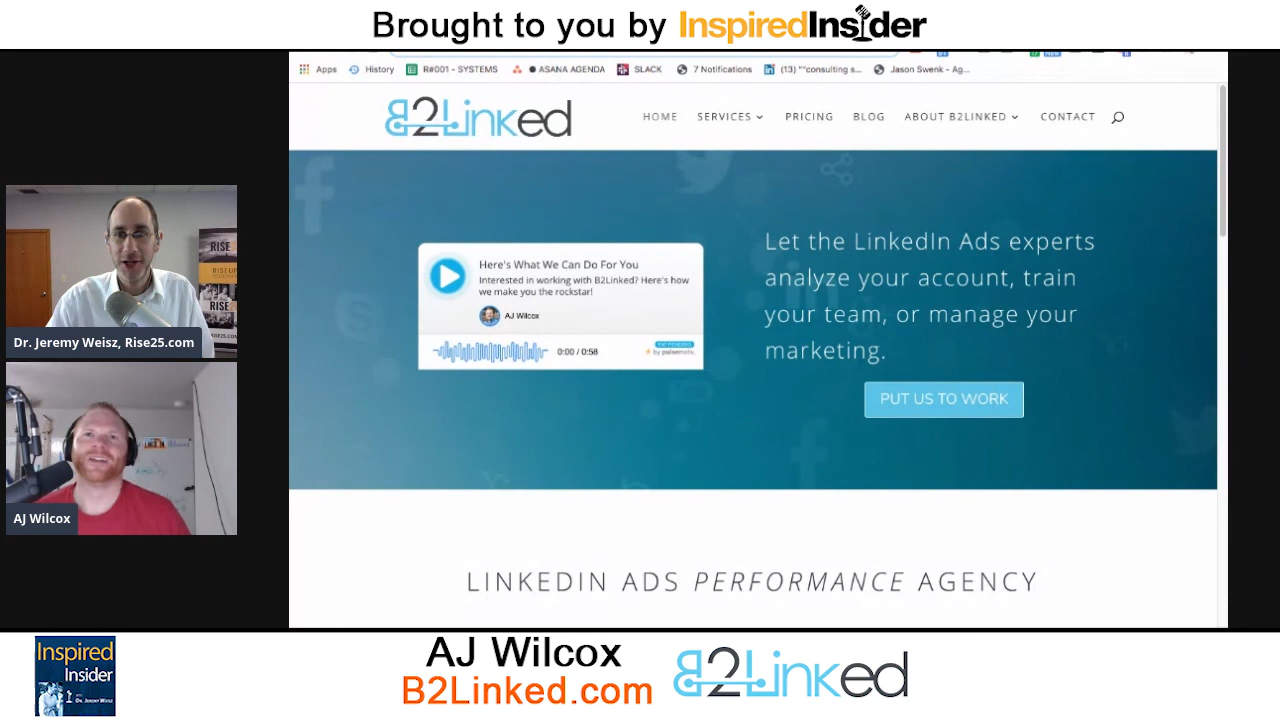 Brought to you by InspiredInsider
Apps History R#001 - SYSTEMS ASANA AGENDA SLACK 7 Notifications (13) "“consulting s... Jason Swenk - Ag...
B2Linked
HOME SERVICES PRICING BLOG ABOUT B2LINKED CONTACT
Here's What We Can Do For You
Interested in working with B2Linked? Here's how
we make you the rockstar!
AJ Wilcox
0:00 / 0:58
Let the LinkedIn Ads experts
analyze your account, train
your team, or manage your
marketing.
PUT US TO WORK
LINKEDIN ADS PERFORMANCE AGENCY
RISE
Dr. Jeremy Weisz, Rise25.com
AJ Wilcox
Inspired
Insider
AJ Wilcox
B2Linked.com
B2Linked